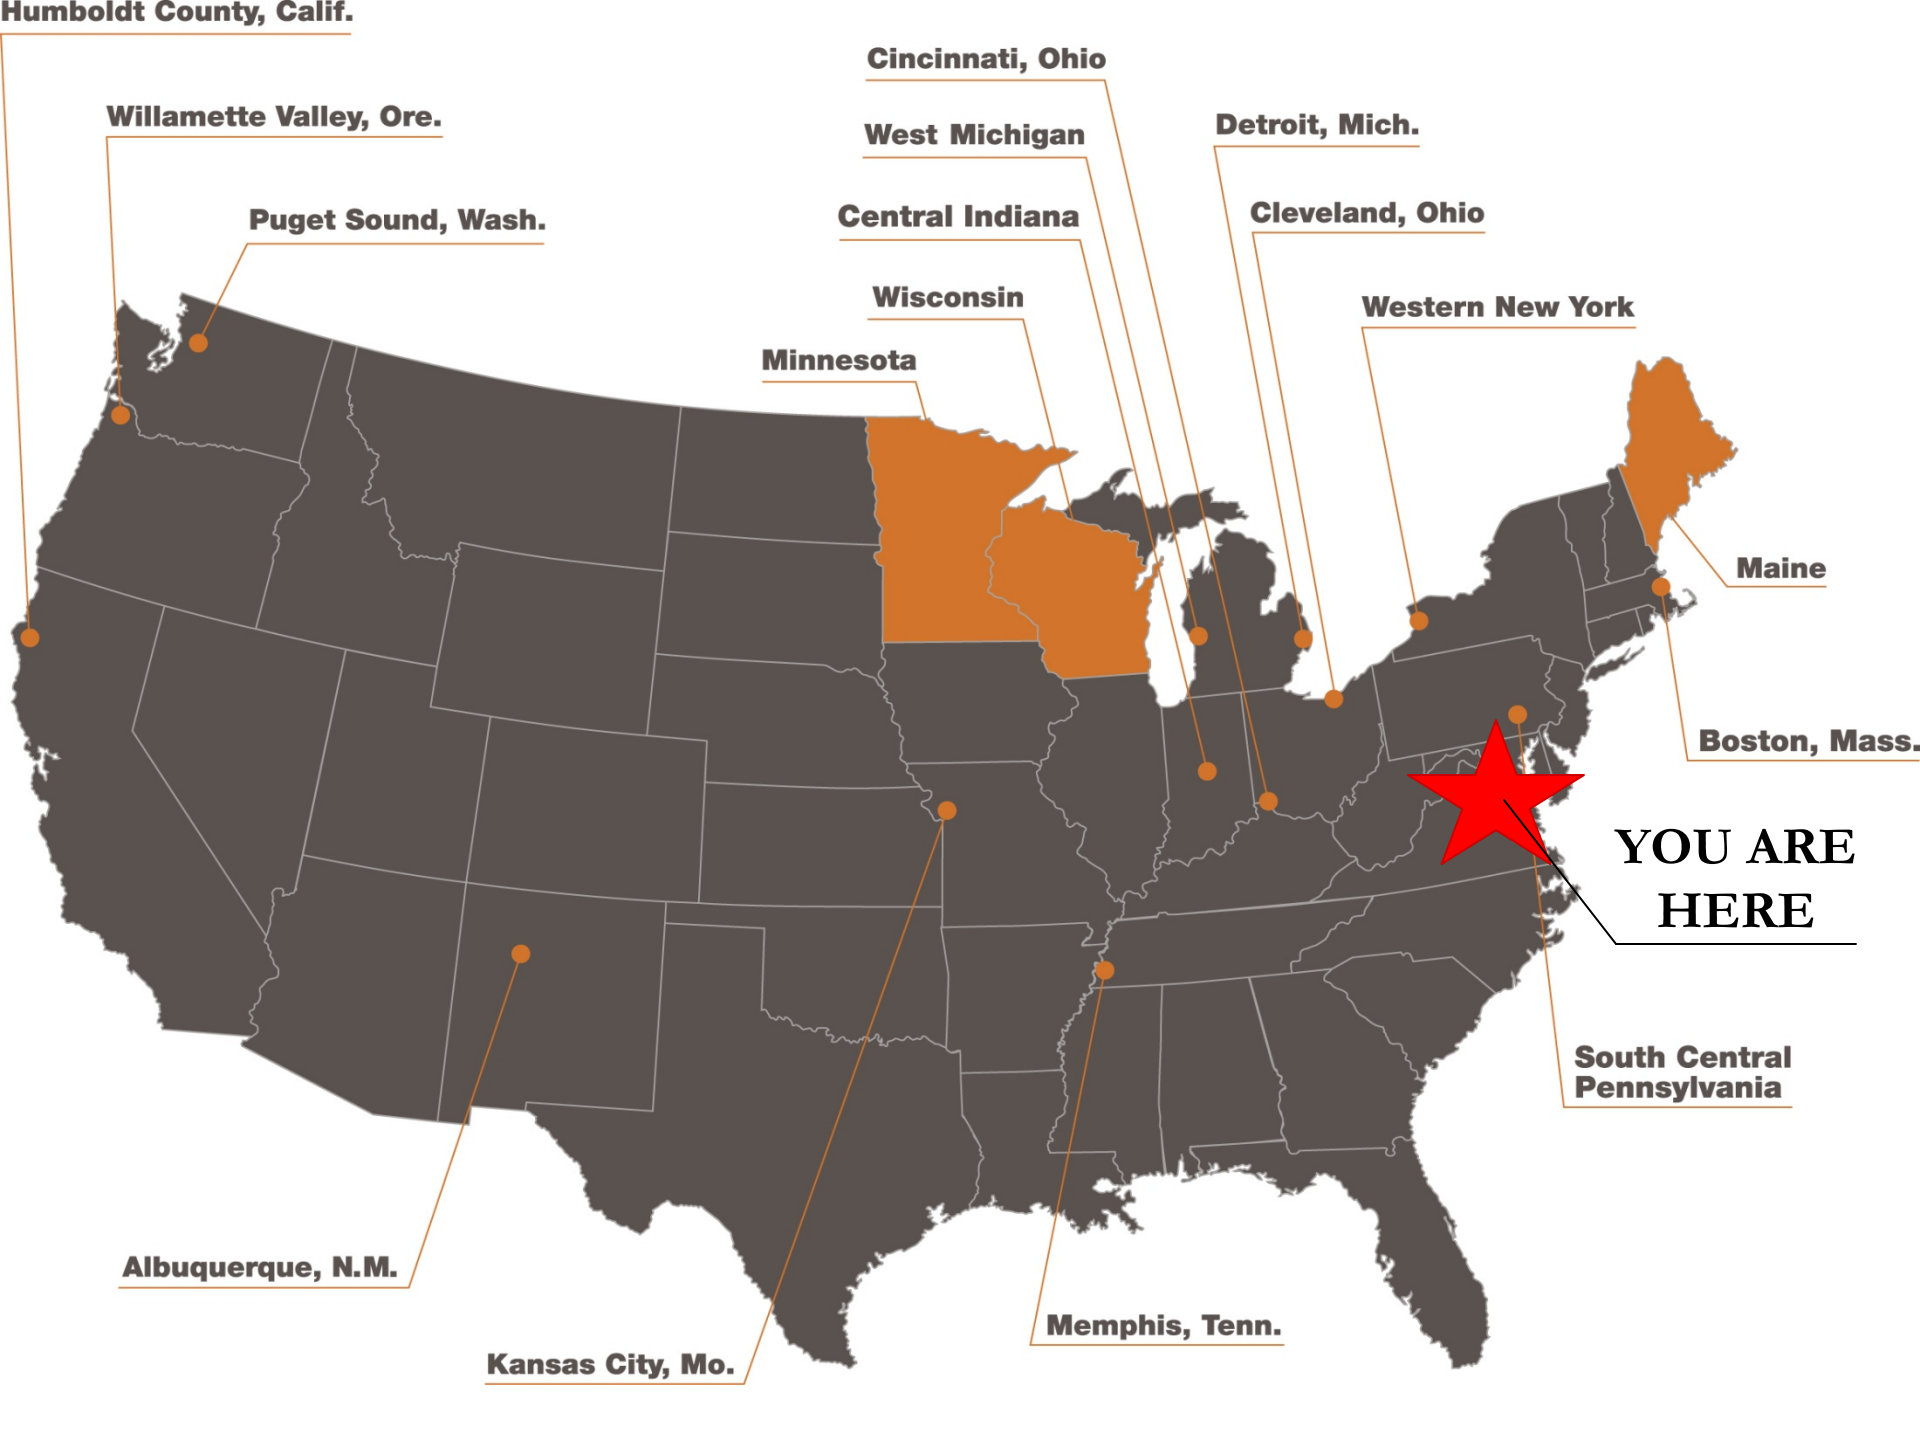 Humboldt County, Calif.
Cincinnati, Ohio
Willamette Valley, Ore.
Detroit, Mich.
West Michigan
Puget Sound, Wash.
Central Indiana
Cleveland, Ohio
Wisconsin
Western New York
Minnesota
Maine
Boston, Mass.
YOU ARE
HERE
South Central
Pennsylvania
Albuquerque, N.M.
Memphis, Tenn.
Kansas City, Mo.